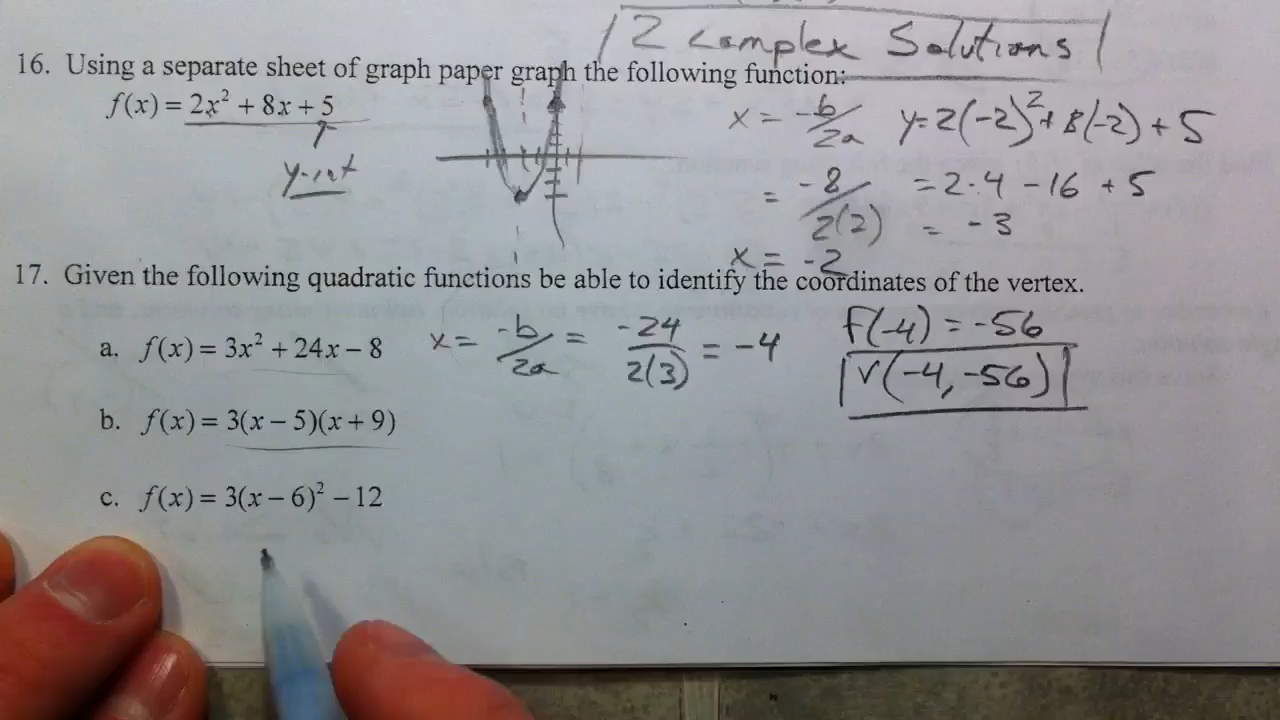 2 Complex Solutions
16. Using a separate sheet of graph paper graph the following function:
f(x) = 2x² + 8x + 5
y-int
x = -b/2a
= -8/2(2)
x = -2
y = 2(-2)² + 8(-2) + 5
= 2·4 - 16 + 5
= -3
17. Given the following quadratic functions be able to identify the coordinates of the vertex.
a. f(x) = 3x² + 24x – 8
x = -b/2a = -24/2(3) = -4
f(-4) = -56
V(-4, -56)
b. f(x) = 3(x – 5)(x + 9)
c. f(x) = 3(x – 6)² – 12